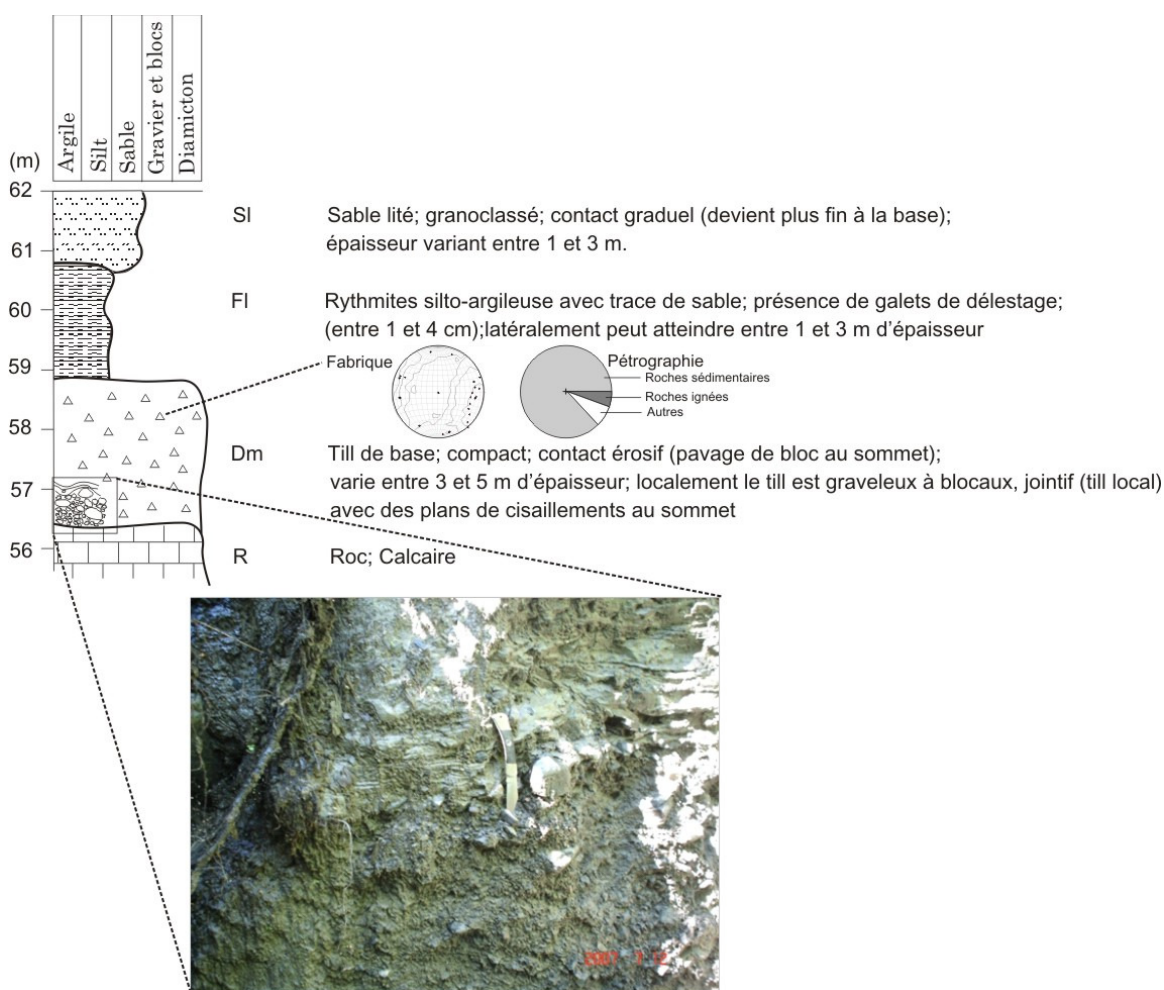 Argile
Silt
Sable
Gravier et blocs
Diamicton
(m)
62
61
60
59
58
57
56
Sl
Sable lité; granoclassé; contact graduel (devient plus fin à la base);
épaisseur variant entre 1 et 3 m.
Fl
Rythmites silto-argileuse avec trace de sable; présence de galets de délestage;
(entre 1 et 4 cm);latéralement peut atteindre entre 1 et 3 m d'épaisseur
Fabrique
Pétrographie
Roches sédimentaires
Roches ignées
Autres
Dm
Till de base; compact; contact érosif (pavage de bloc au sommet);
varie entre 3 et 5 m d'épaisseur; localement le till est graveleux à blocaux, jointif (till local)
avec des plans de cisaillements au sommet
R
Roc; Calcaire